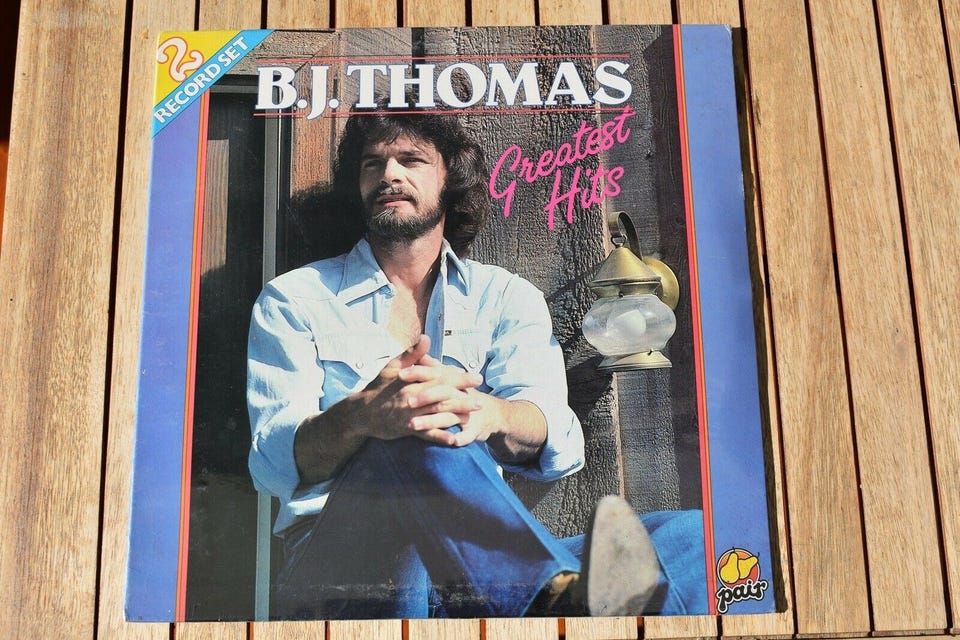 2
RECORD SET
B.J. THOMAS
Greatest
Hits
pair